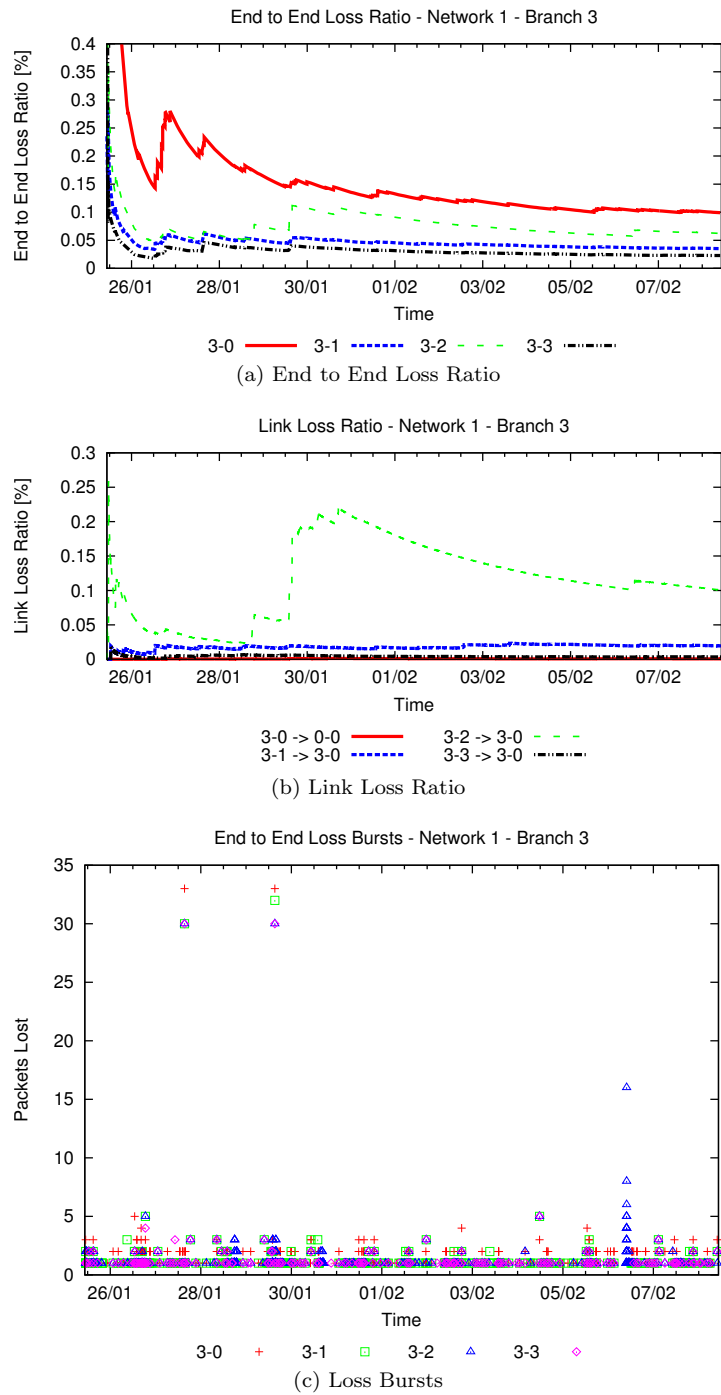 End to End Loss Ratio - Network 1 - Branch 3
End to End Loss Ratio [%]
0.4
0.35
0.3
0.25
0.2
0.15
0.1
0.05
0
26/01 28/01 30/01 01/02 03/02 05/02 07/02
Time
3-0 3-1 3-2 3-3
(a) End to End Loss Ratio
Link Loss Ratio - Network 1 - Branch 3
Link Loss Ratio [%]
0.3
0.25
0.2
0.15
0.1
0.05
0
26/01 28/01 30/01 01/02 03/02 05/02 07/02
Time
3-0 -> 0-0 3-2 -> 3-0
3-1 -> 3-0 3-3 -> 3-0
(b) Link Loss Ratio
End to End Loss Bursts - Network 1 - Branch 3
Packets Lost
35
30
25
20
15
10
5
0
26/01 28/01 30/01 01/02 03/02 05/02 07/02
Time
3-0 3-1 3-2 3-3
(c) Loss Bursts